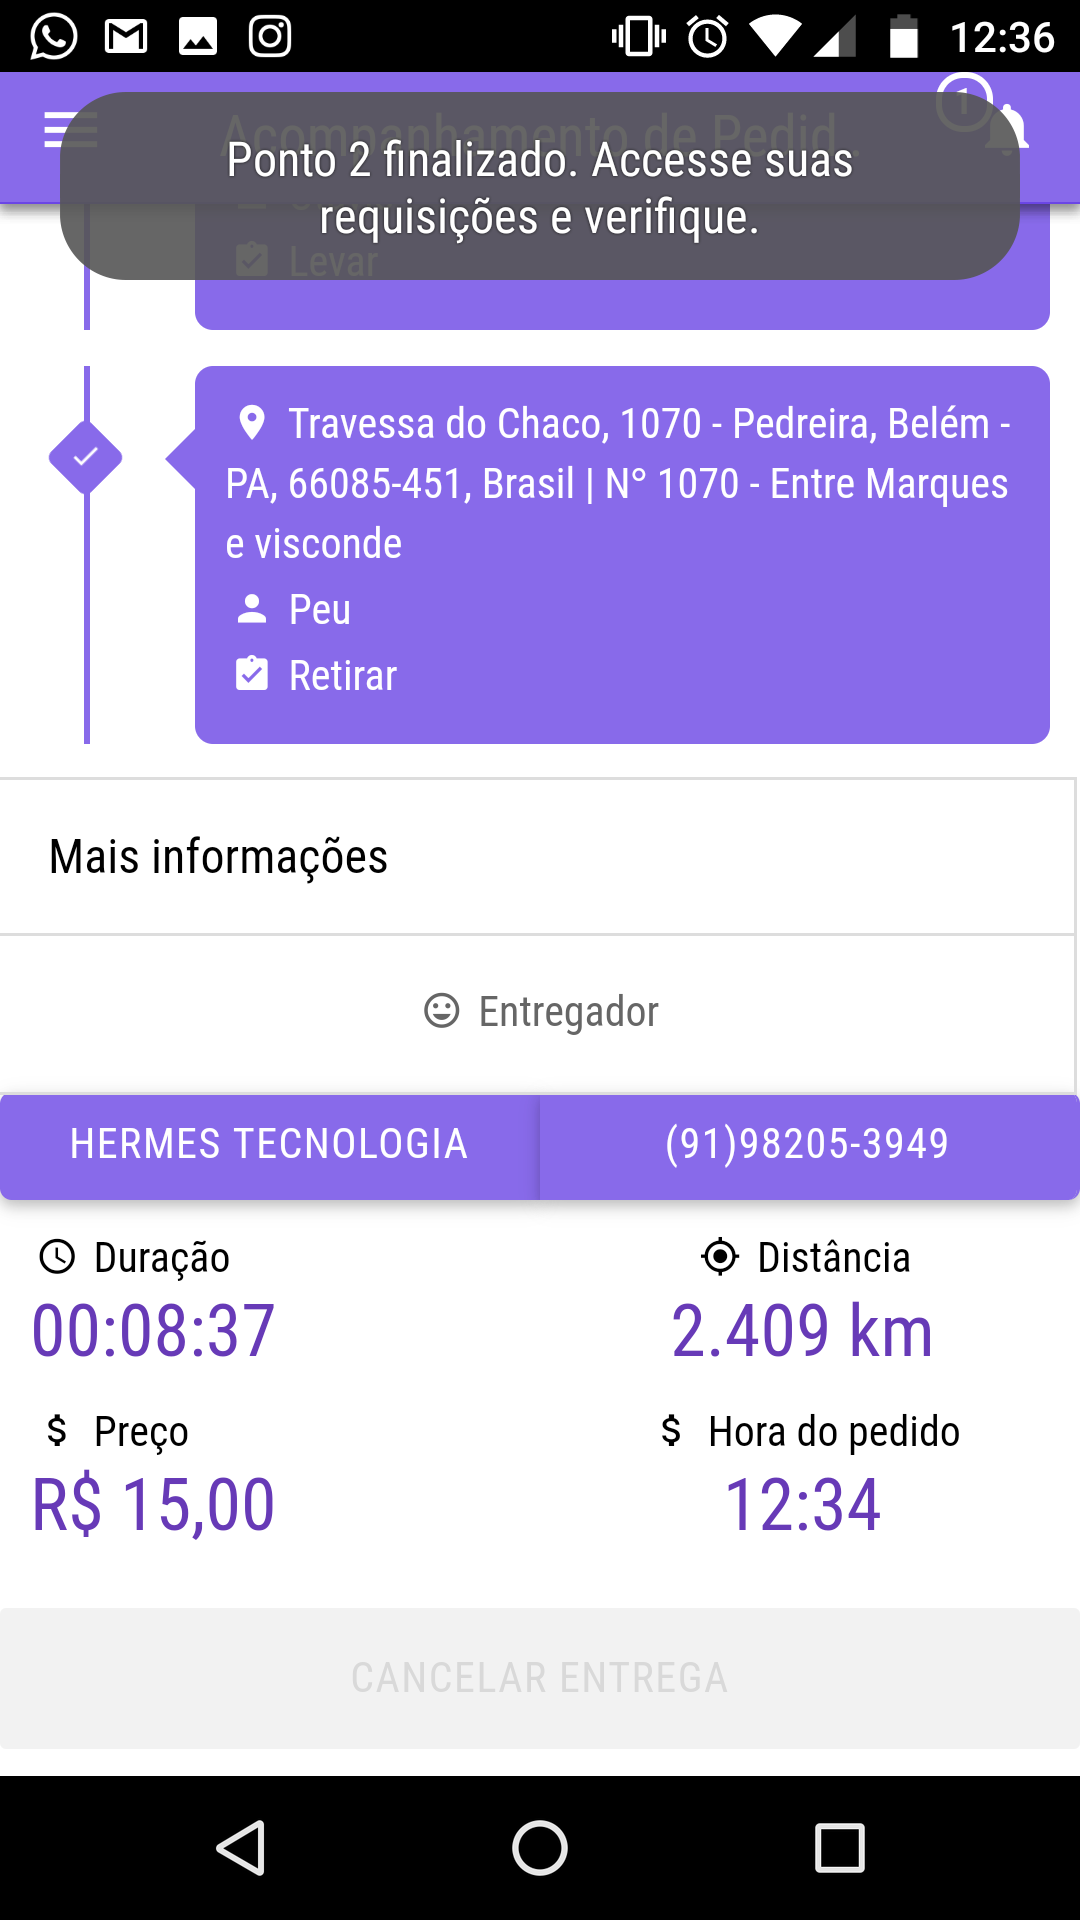 12:36
1
Acompanhamento de Pedid...
Ponto 2 finalizado. Accesse suas
requisições e verifique.
Levar
Travessa do Chaco, 1070 - Pedreira, Belém -
PA, 66085-451, Brasil | N° 1070 - Entre Marques
e visconde
Peu
Retirar
Mais informações
Entregador
HERMES TECNOLOGIA
(91)98205-3949
Duração
Distância
00:08:37
2.409 km
Preço
Hora do pedido
R$ 15,00
12:34
CANCELAR ENTREGA